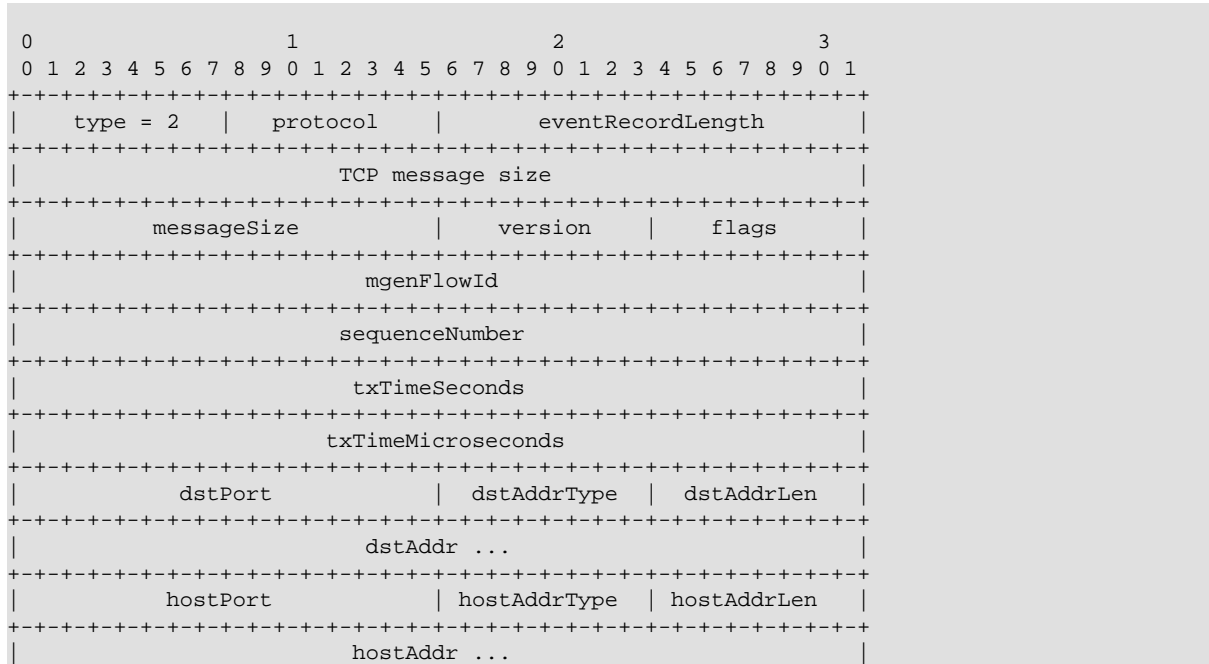 0                   1                   2                   3
0 1 2 3 4 5 6 7 8 9 0 1 2 3 4 5 6 7 8 9 0 1 2 3 4 5 6 7 8 9 0 1
+-+-+-+-+-+-+-+-+-+-+-+-+-+-+-+-+-+-+-+-+-+-+-+-+-+-+-+-+-+-+-+-+
|    type = 2   |   protocol    |       eventRecordLength       |
+-+-+-+-+-+-+-+-+-+-+-+-+-+-+-+-+-+-+-+-+-+-+-+-+-+-+-+-+-+-+-+-+
|                        TCP message size                       |
+-+-+-+-+-+-+-+-+-+-+-+-+-+-+-+-+-+-+-+-+-+-+-+-+-+-+-+-+-+-+-+-+
|          messageSize          |    version    |    flags      |
+-+-+-+-+-+-+-+-+-+-+-+-+-+-+-+-+-+-+-+-+-+-+-+-+-+-+-+-+-+-+-+-+
|                          mgenFlowId                           |
+-+-+-+-+-+-+-+-+-+-+-+-+-+-+-+-+-+-+-+-+-+-+-+-+-+-+-+-+-+-+-+-+
|                        sequenceNumber                         |
+-+-+-+-+-+-+-+-+-+-+-+-+-+-+-+-+-+-+-+-+-+-+-+-+-+-+-+-+-+-+-+-+
|                         txTimeSeconds                         |
+-+-+-+-+-+-+-+-+-+-+-+-+-+-+-+-+-+-+-+-+-+-+-+-+-+-+-+-+-+-+-+-+
|                       txTimeMicroseconds                      |
+-+-+-+-+-+-+-+-+-+-+-+-+-+-+-+-+-+-+-+-+-+-+-+-+-+-+-+-+-+-+-+-+
|            dstPort            |  dstAddrType  |  dstAddrLen   |
+-+-+-+-+-+-+-+-+-+-+-+-+-+-+-+-+-+-+-+-+-+-+-+-+-+-+-+-+-+-+-+-+
|                          dstAddr ...                          |
+-+-+-+-+-+-+-+-+-+-+-+-+-+-+-+-+-+-+-+-+-+-+-+-+-+-+-+-+-+-+-+-+
|           hostPort            | hostAddrType  | hostAddrLen   |
+-+-+-+-+-+-+-+-+-+-+-+-+-+-+-+-+-+-+-+-+-+-+-+-+-+-+-+-+-+-+-+-+
|                         hostAddr ...                          |